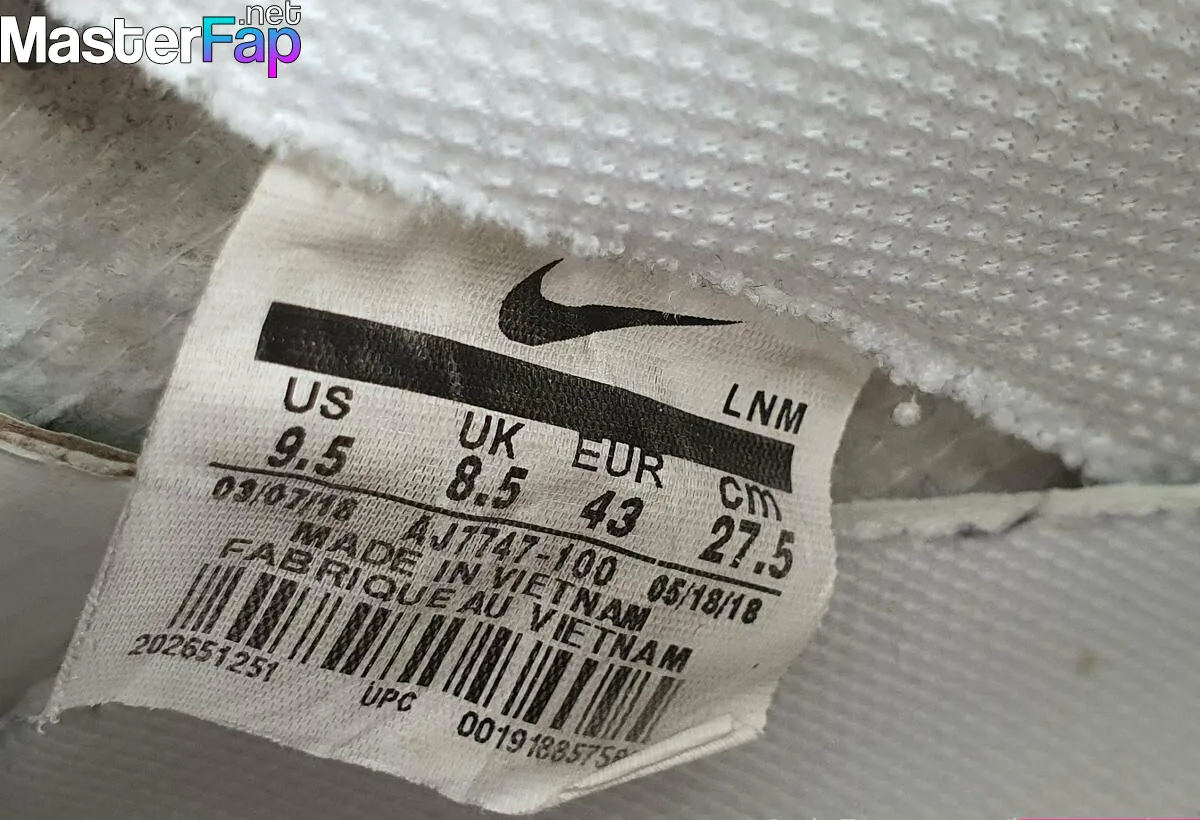 MasterFap.net
LNM
US UK EUR cm
9.5 8.5 43 27.5
03/07/18 AJ7747-100 05/18/18
MADE IN VIETNAM
FABRIQUE AU VIETNAM
202651251
UPC
0019188575